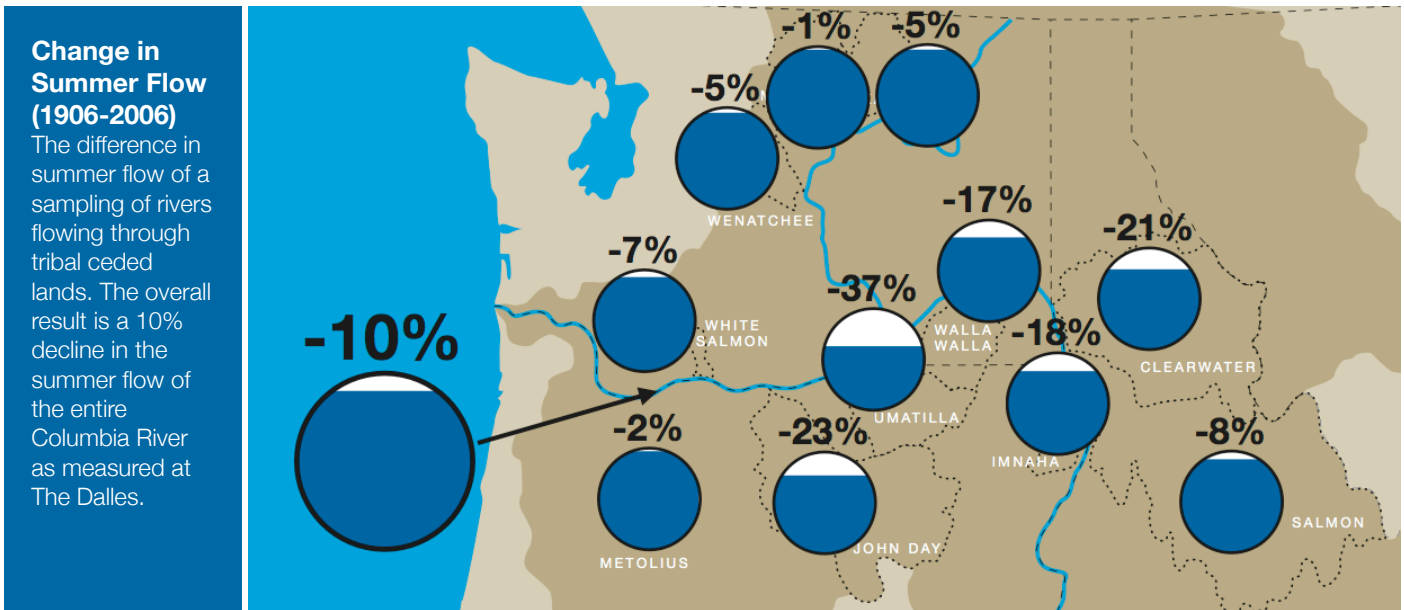 Change in
Summer Flow
(1906-2006)
The difference in
summer flow of a
sampling of rivers
flowing through
tribal ceded
lands. The overall
result is a 10%
decline in the
summer flow of
the entire
Columbia River
as measured at
The Dalles.
-1%
-5%
-5%
WENATCHEE
-17%
-21%
-7%
-37%
WHITE
SALMON
WALLA
WALLA
-18%
-10%
CLEARWATER
UMATILLA
-2%
-23%
-8%
IMNAHA
SALMON
JOHN DAY
METOLIUS